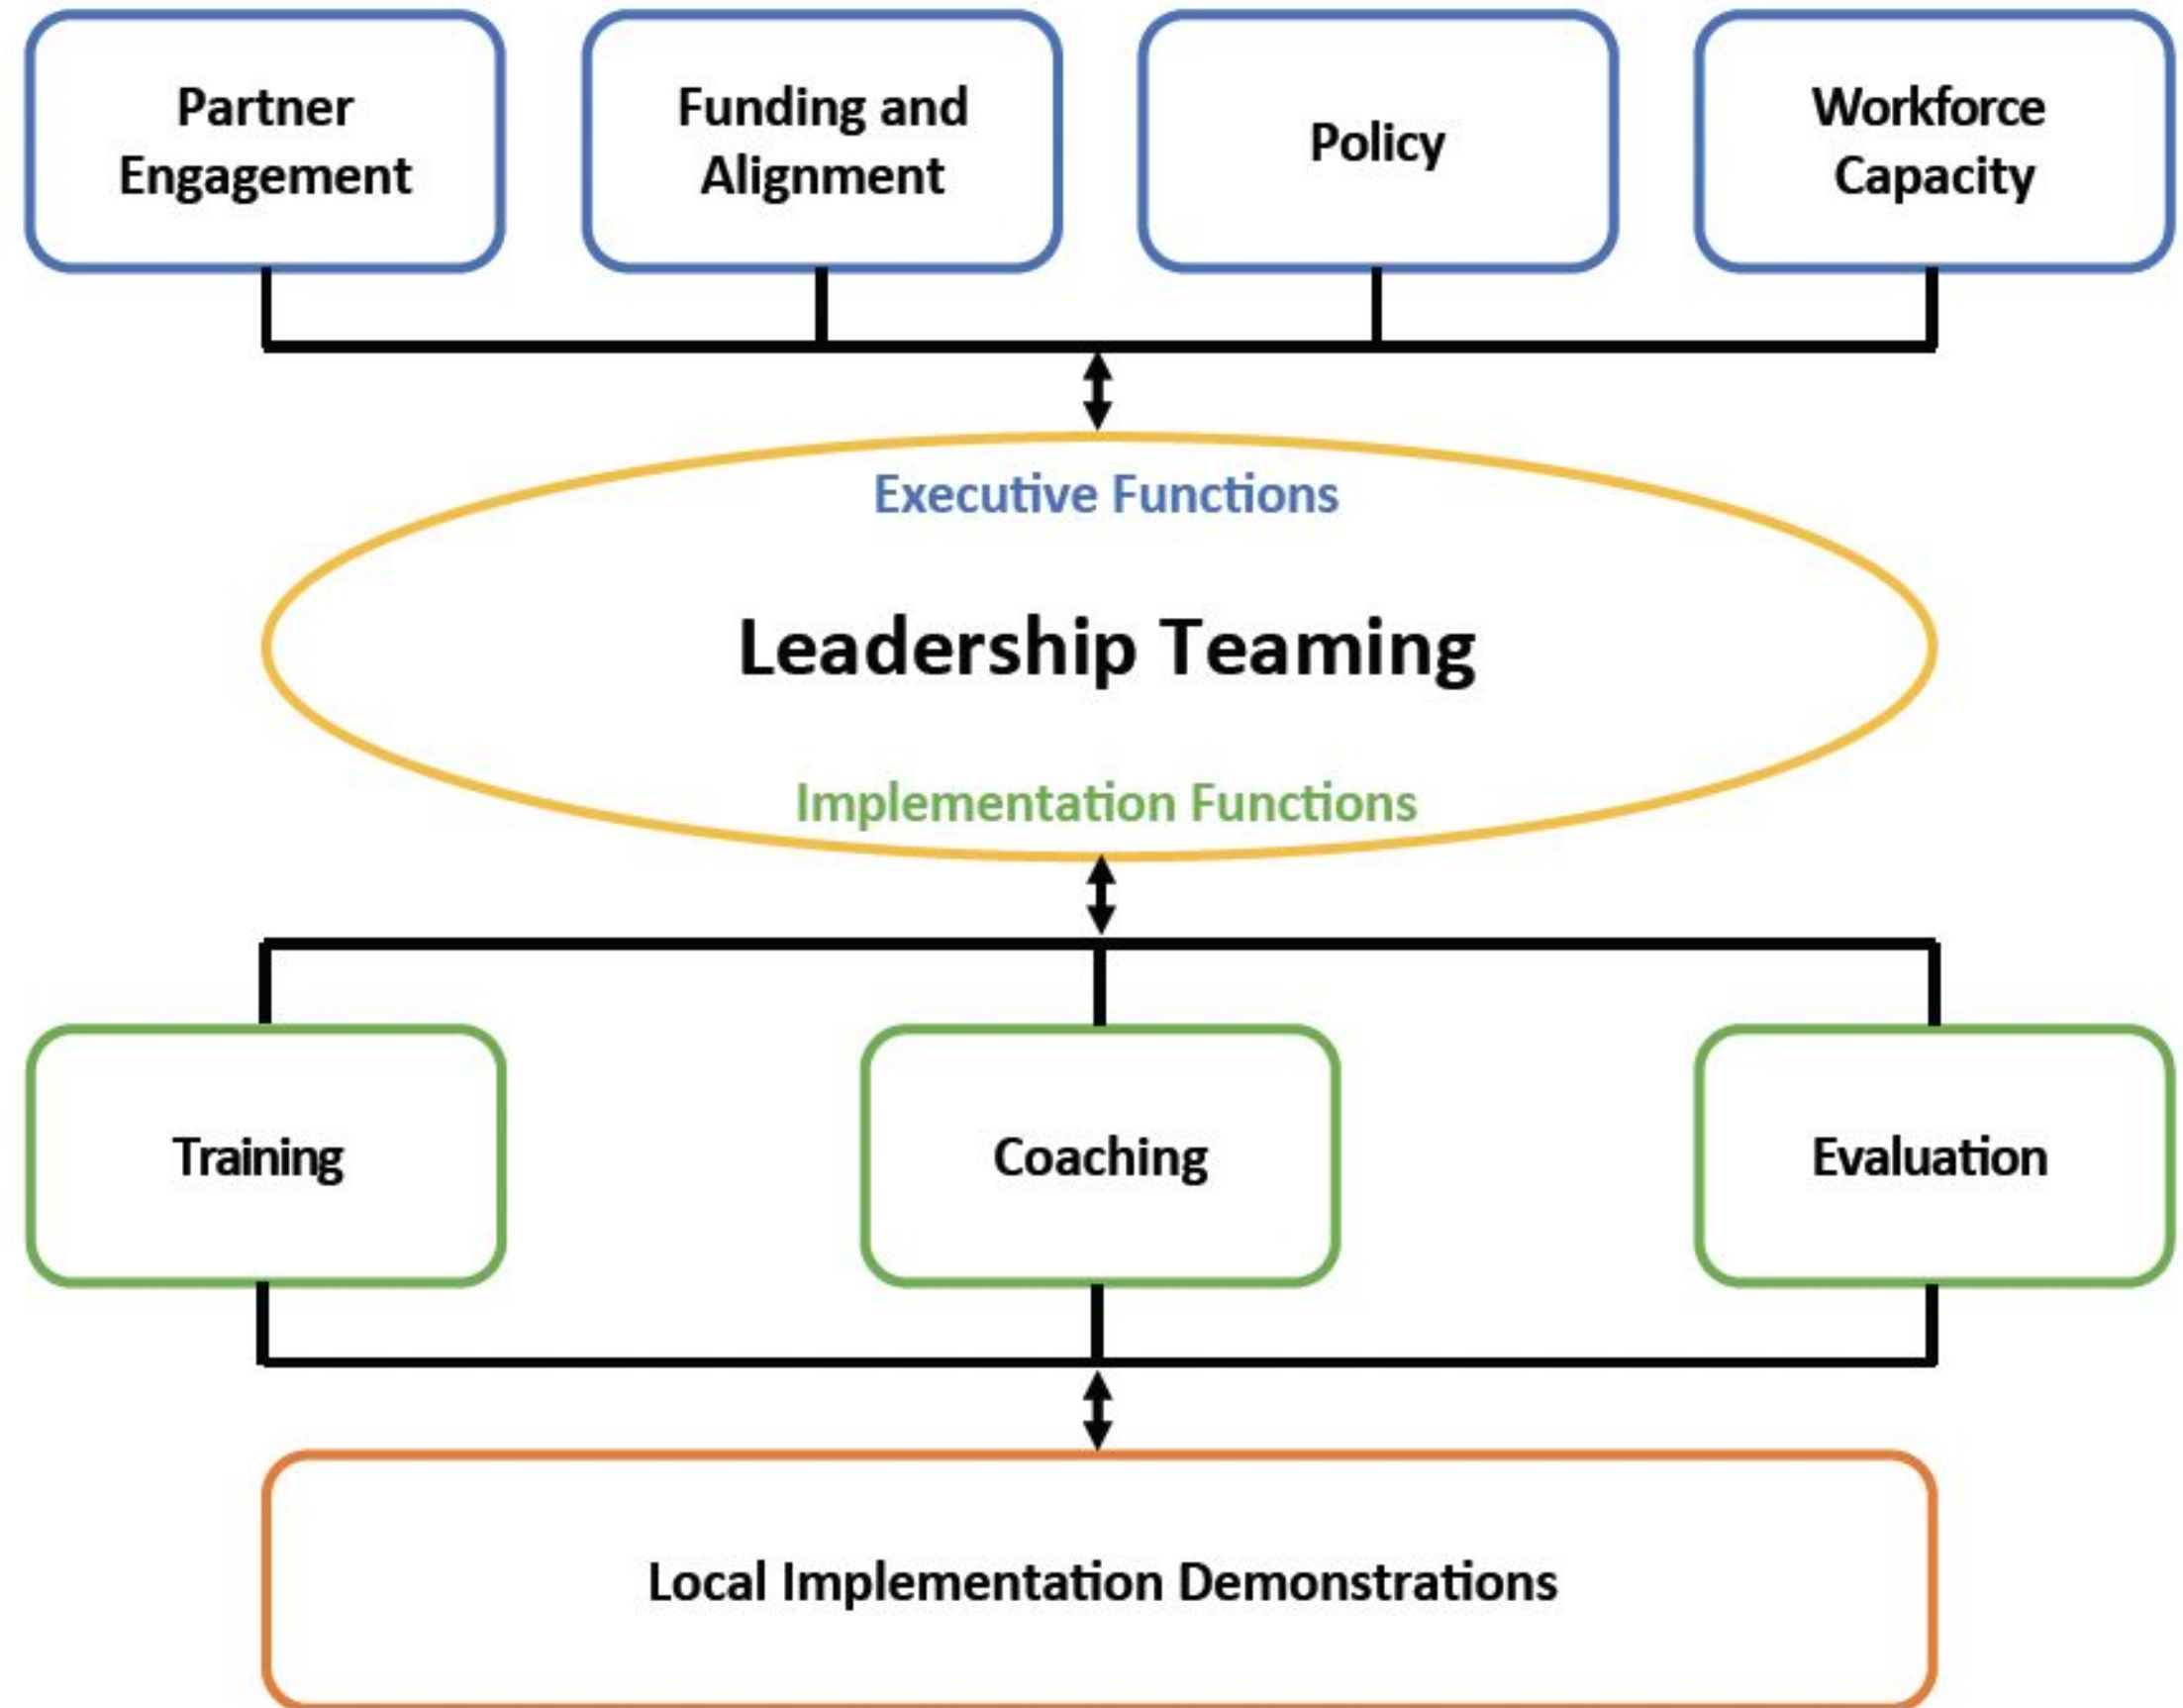 Partner
Engagement
Funding and
Alignment
Policy
Workforce
Capacity
Executive Functions
Leadership Teaming
Implementation Functions
Training
Coaching
Evaluation
Local Implementation Demonstrations